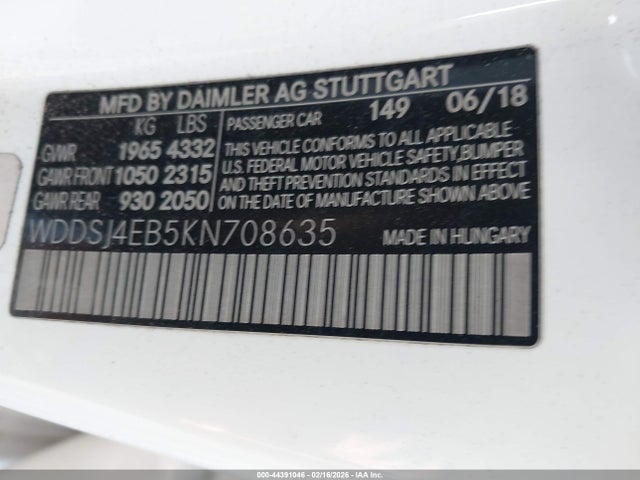 MFD BY DAIMLER AG STUTTGART
KG LBS
GVWR 1965 4332
GAWR FRONT 1050 2315
GAWR REAR 930 2050
PASSENGER CAR 149 06/18
THIS VEHICLE CONFORMS TO ALL APPLICABLE
U.S. FEDERAL MOTOR VEHICLE SAFETY, BUMPER
AND THEFT PREVENTION STANDARDS IN EFFECT
ON THE DATE OF MANUFACTURE SHOWN ABOVE
WDDSJ4EB5KN708635 MADE IN HUNGARY
000-44391046 - 02/16/2026 - IAA Inc.